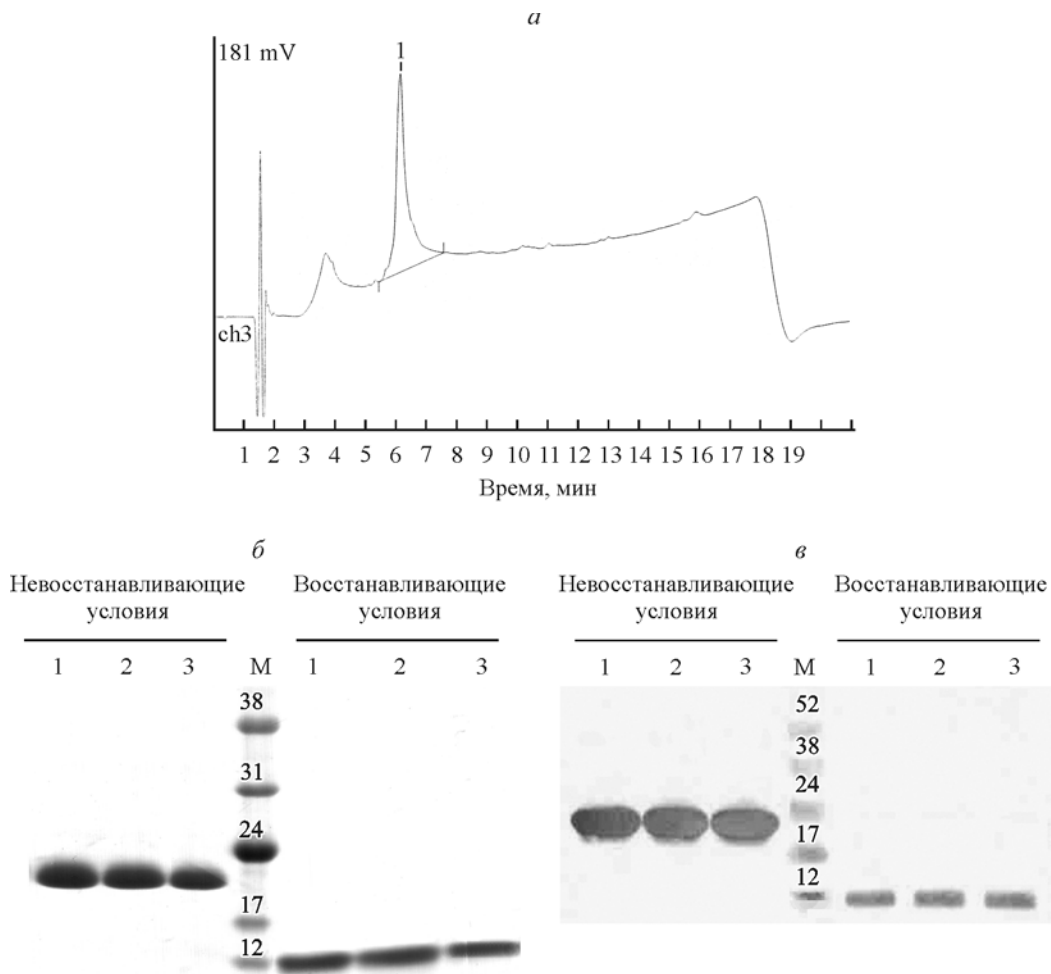 а
181 mV
1
ch3
1 2 3 4 5 6 7 8 9 10 11 12 13 14 15 16 17 18 19
Время, мин
б
Невосстанавливающие условия
Восстанавливающие условия
1 2 3 M 1 2 3
38
31
24
17
12
в
Невосстанавливающие условия
Восстанавливающие условия
1 2 3 M 1 2 3
52
38
24
17
12